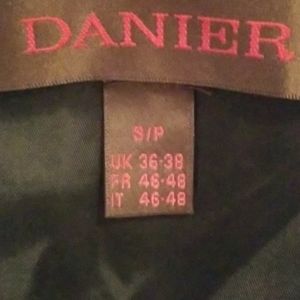 DANIER
S/P
UK 36-38
FR 46-48
IT 46-48